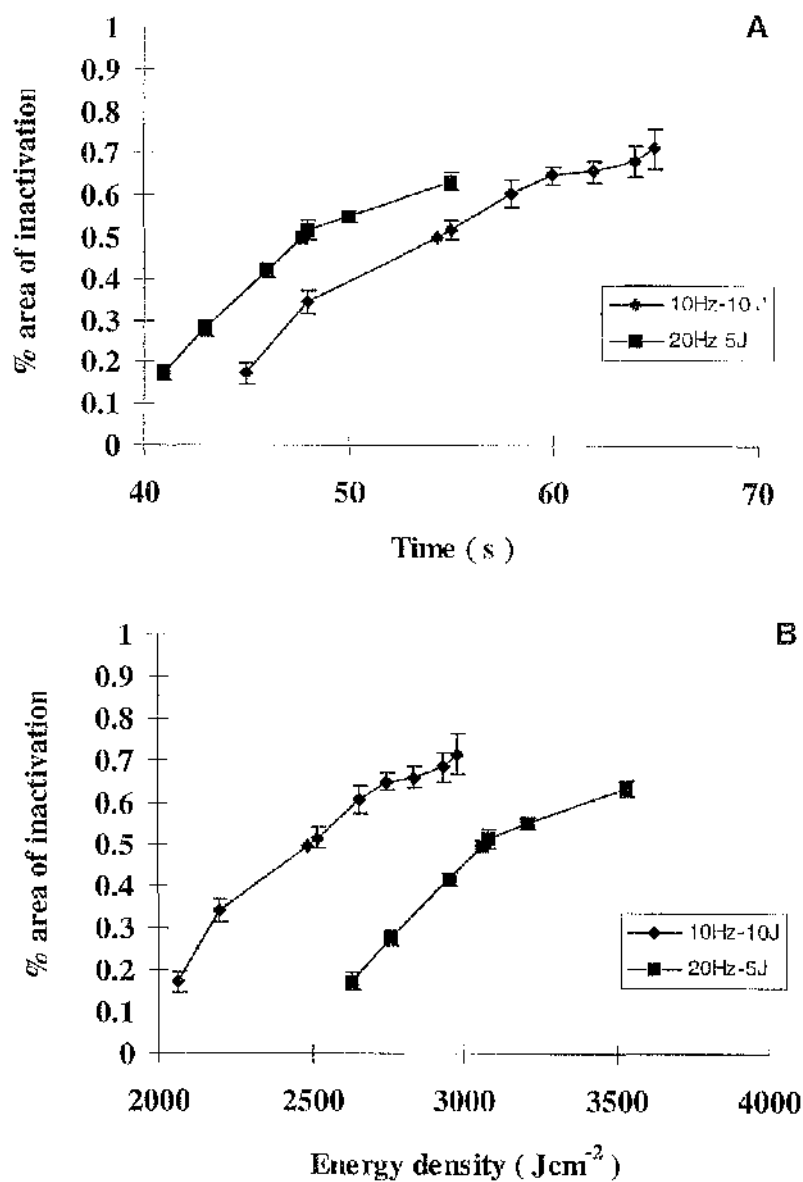 A
1
0.9
0.8
0.7
0.6
0.5
0.4
0.3
0.2
0.1
0
% area of inactivation
10Hz-10J
20Hz 5J
40 50 60 70
Time ( s )
B
1
0.9
0.8
0.7
0.6
0.5
0.4
0.3
0.2
0.1
0
% area of inactivation
10Hz-10J
20Hz-5J
2000 2500 3000 3500 4000
Energy density ( Jcm⁻² )